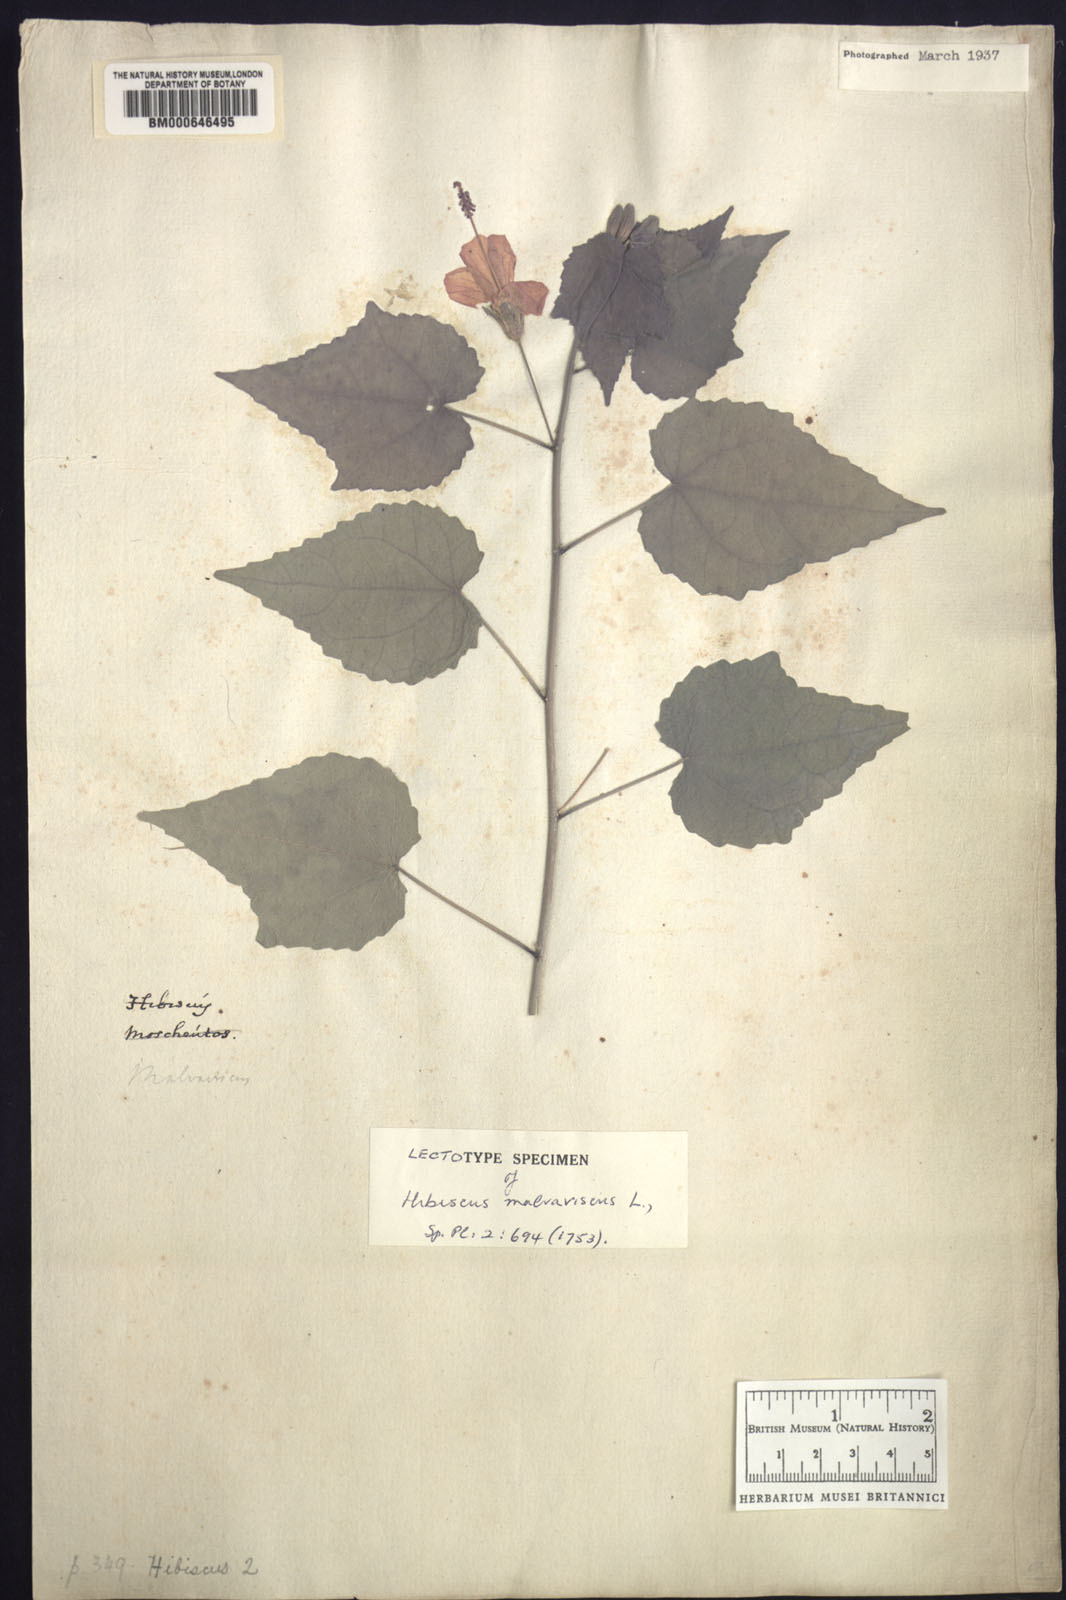 THE NATURAL HISTORY MUSEUM, LONDON
DEPARTMENT OF BOTANY
BM000646495
Photographed March 1937
Hibiscus
Moscheutos.
LECTOTYPE SPECIMEN
of
Hibiscus malvaviscus L.,
Sp. Pl. 2: 694 (1753).
1 2
BRITISH MUSEUM (NATURAL HISTORY)
1 2 3 4 5
HERBARIUM MUSEI BRITANNICI
p 349. Hibiscus 2